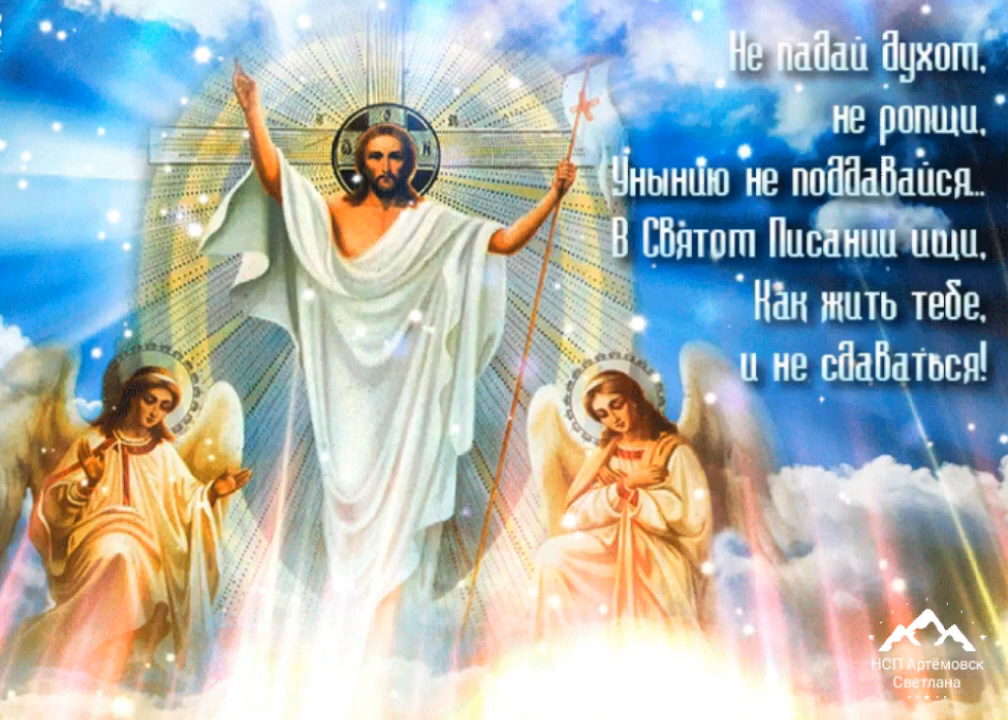 Не падай духом,
не ропщи,
Унынию не поддавайся...
В Святом Писании ищи,
Как жить тебе,
и не сдаваться!
НСП Артёмовск
Светлана